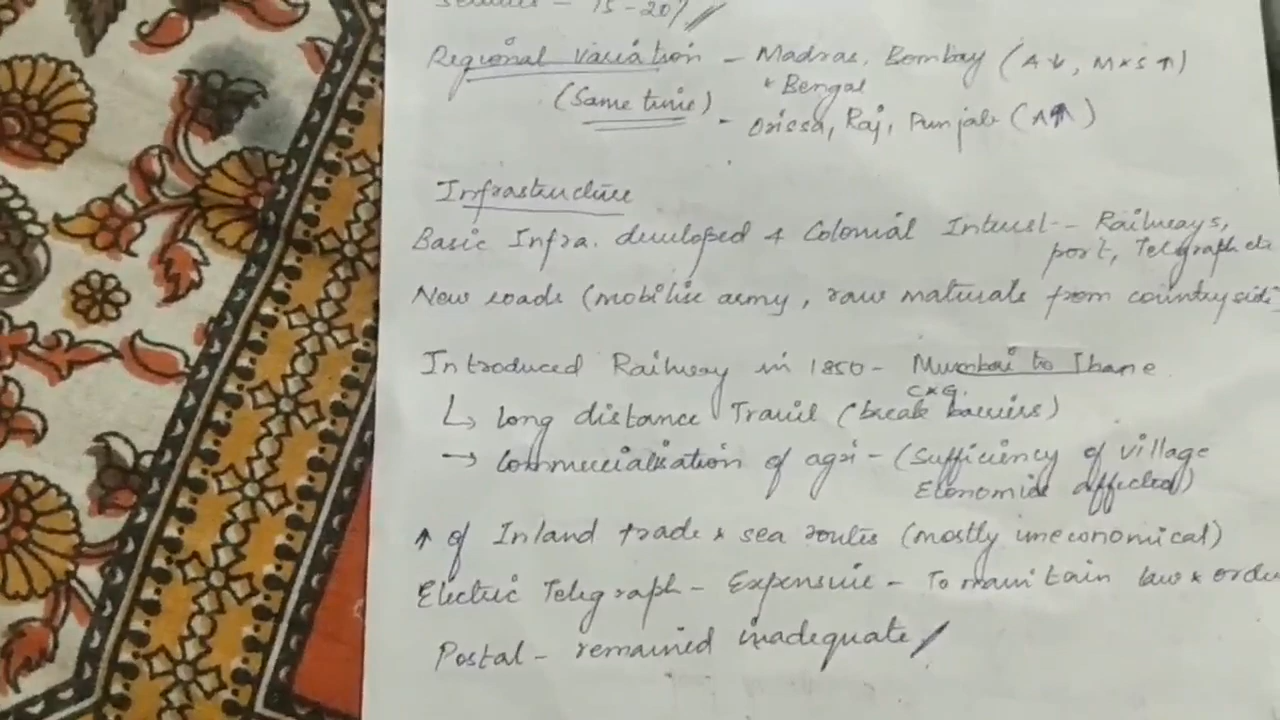 Services - 15-20%
Regional Variation - Madras, Bombay (A↓, M & S ↑)
& Bengal
(Same time)
- Orissa, Raj, Punjab (A↑)
Infrastructure
Basic Infra. developed 4 Colonial Interest -- Railways,
port, Telegraph etc
New roads (mobilise army, raw materials from countryside
Introduced Railway in 1850 - Mumbai to Thane
C & G.
↳ long distance Travel (break barriers)
→ Commercialisation of agri - (Sufficiency of village
Economies affected)
↑ of Inland trade & sea routes (mostly uneconomical)
Electric Telegraph - Expensive - To maintain law & order
Postal - remained inadequate